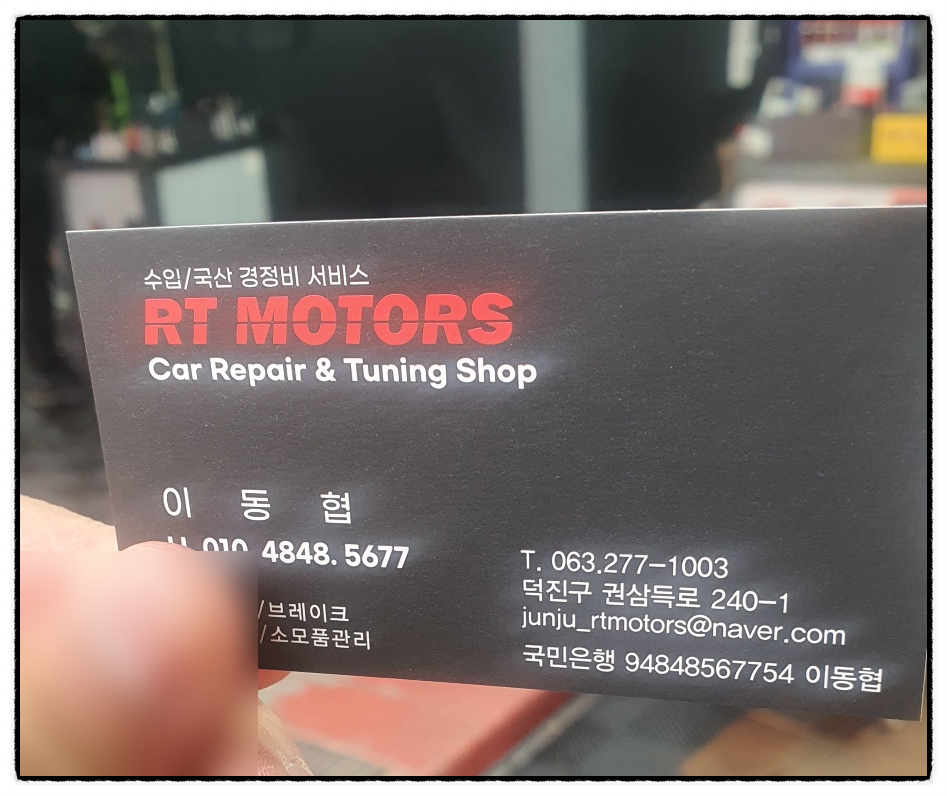 수입/국산 경정비 서비스
RT MOTORS
Car Repair & Tuning Shop
이 동 협
010. 4848. 5677
/브레이크
/소모품관리
T. 063.277-1003
덕진구 권삼득로 240-1
junju_rtmotors@naver.com
국민은행 94848567754 이동협